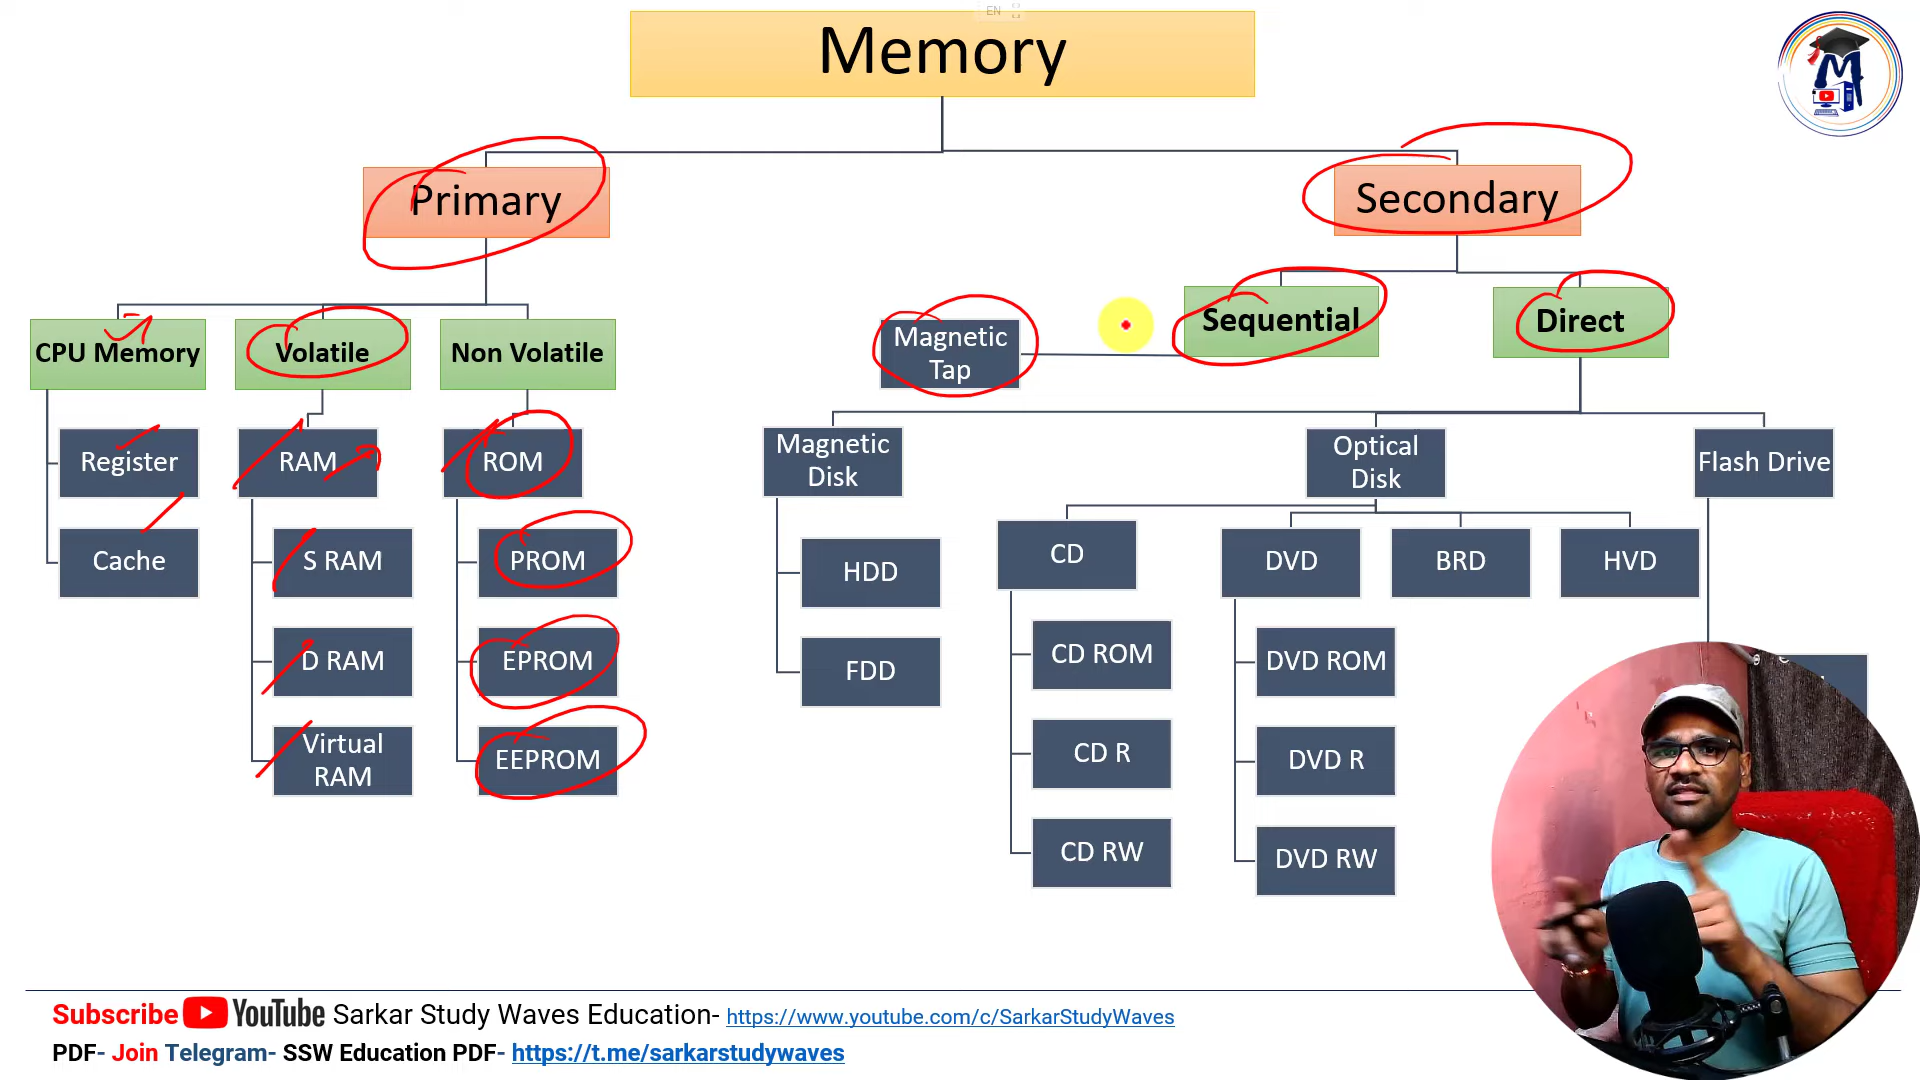 EN
Memory
M
Primary
Secondary
Sequential
Direct
Magnetic
Tap
CPU Memory
Volatile
Non Volatile
Register
RAM
ROM
Magnetic
Disk
Optical
Disk
Flash Drive
Cache
S RAM
PROM
HDD
CD
DVD
BRD
HVD
D RAM
EPROM
FDD
CD ROM
DVD ROM
Virtual
RAM
EEPROM
CD R
DVD R
CD RW
DVD RW
Subscribe YouTube Sarkar Study Waves Education- https://www.youtube.com/c/SarkarStudyWaves
PDF- Join Telegram- SSW Education PDF- https://t.me/sarkarstudywaves